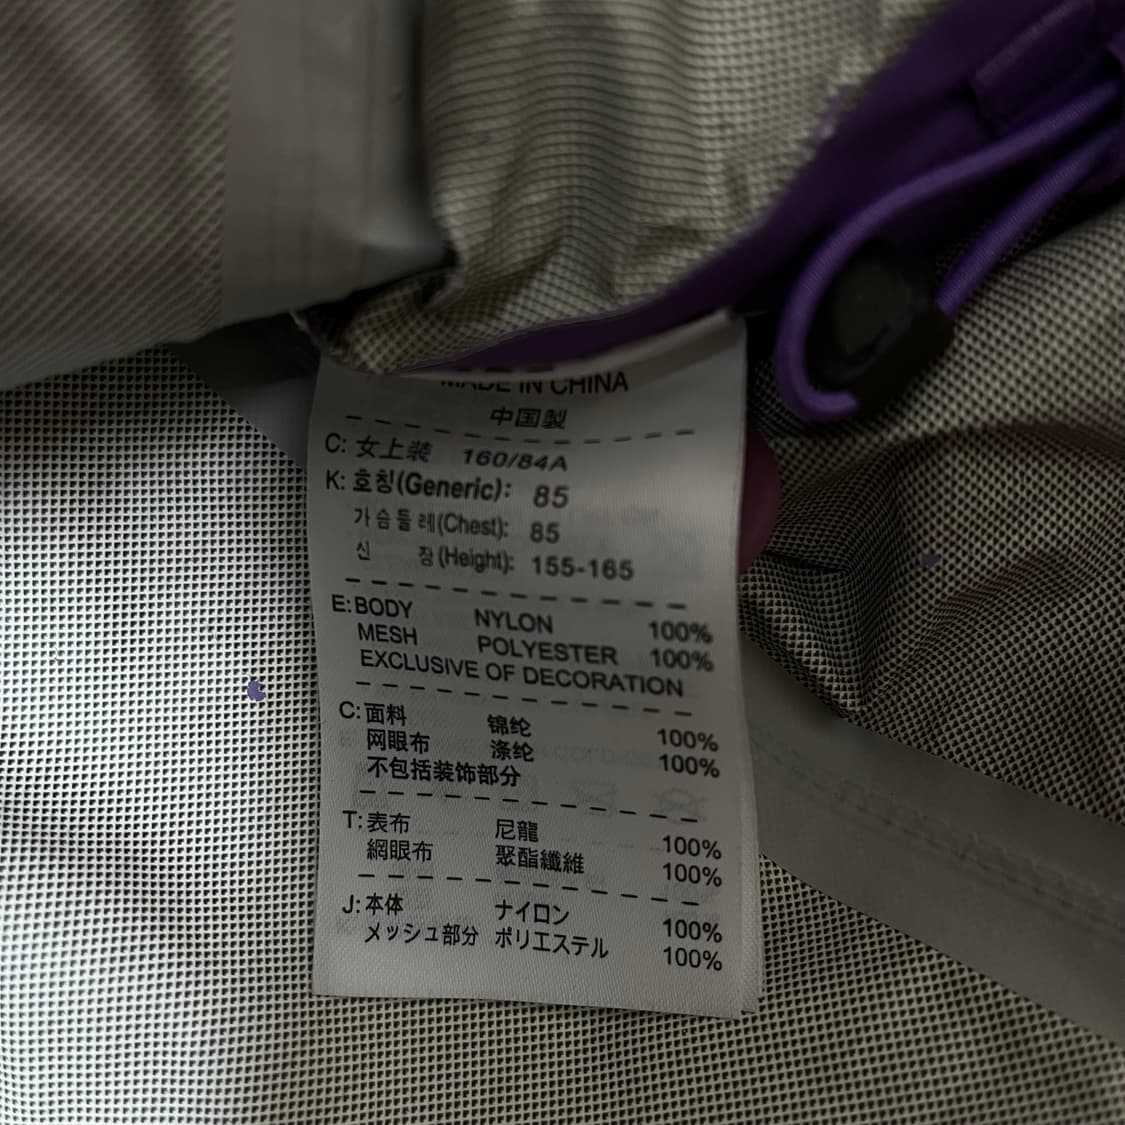 MADE IN CHINA
中国製
C: 女上装 160/84A
K: 호칭(Generic): 85
가슴둘레(Chest): 85
신 장(Height): 155-165
E: BODY NYLON 100%
MESH POLYESTER 100%
EXCLUSIVE OF DECORATION
C: 面料 锦纶 100%
网眼布 涤纶 100%
不包括装饰部分
T: 表布 尼龍 100%
網眼布 聚酯纖維 100%
J: 本体 ナイロン 100%
メッシュ部分 ポリエステル 100%